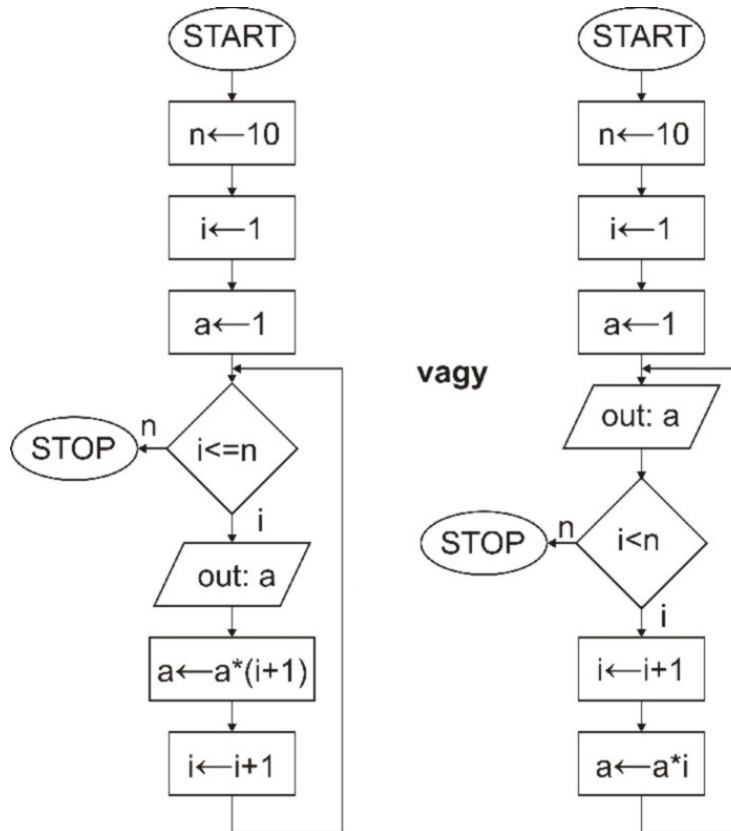 START
n←10
i←1
a←1
i<=n
n
STOP
i
out: a
a←a*(i+1)
i←i+1
vagy
START
n←10
i←1
a←1
out: a
i<n
n
STOP
i
i←i+1
a←a*i